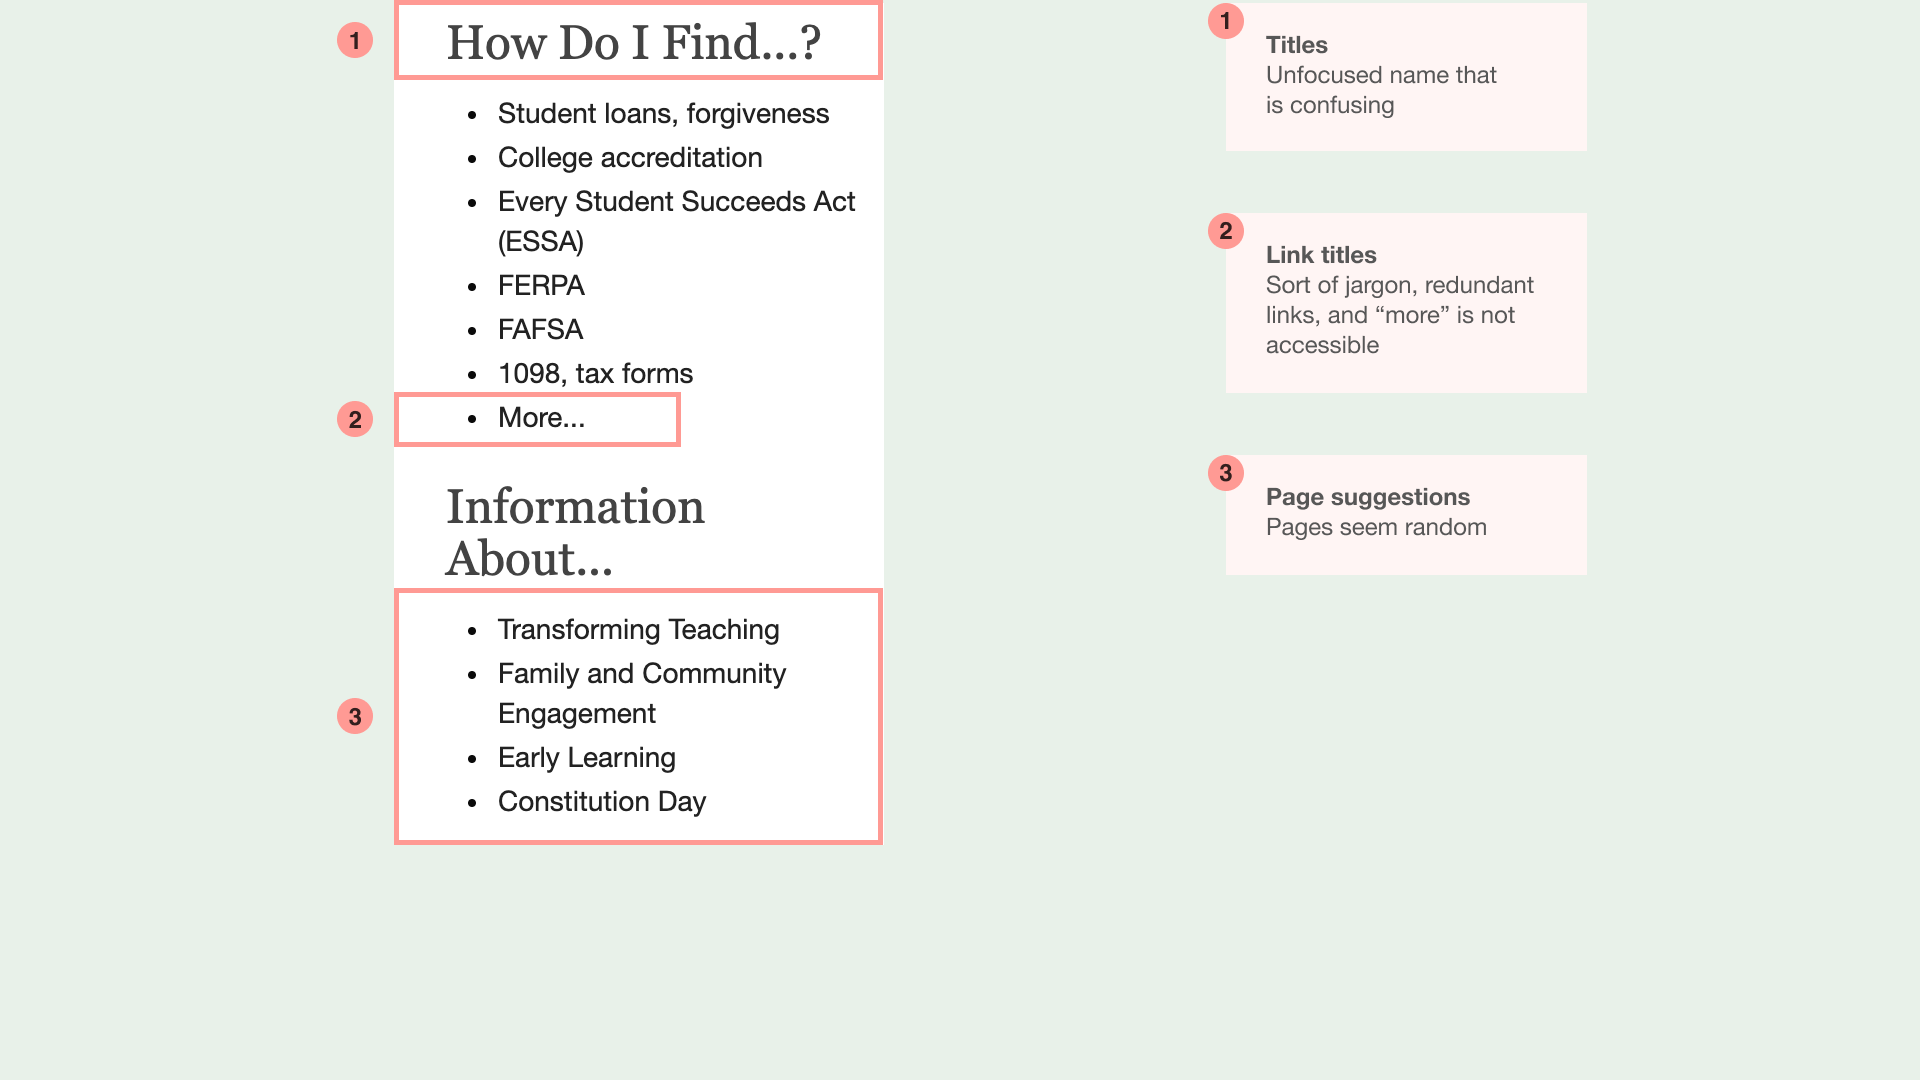 1
How Do I Find...?
• Student loans, forgiveness
• College accreditation
• Every Student Succeeds Act
(ESSA)
• FERPA
• FAFSA
• 1098, tax forms
2
• More...
Information
About...
3
• Transforming Teaching
• Family and Community
Engagement
• Early Learning
• Constitution Day
1
Titles
Unfocused name that
is confusing
2
Link titles
Sort of jargon, redundant
links, and “more” is not
accessible
3
Page suggestions
Pages seem random